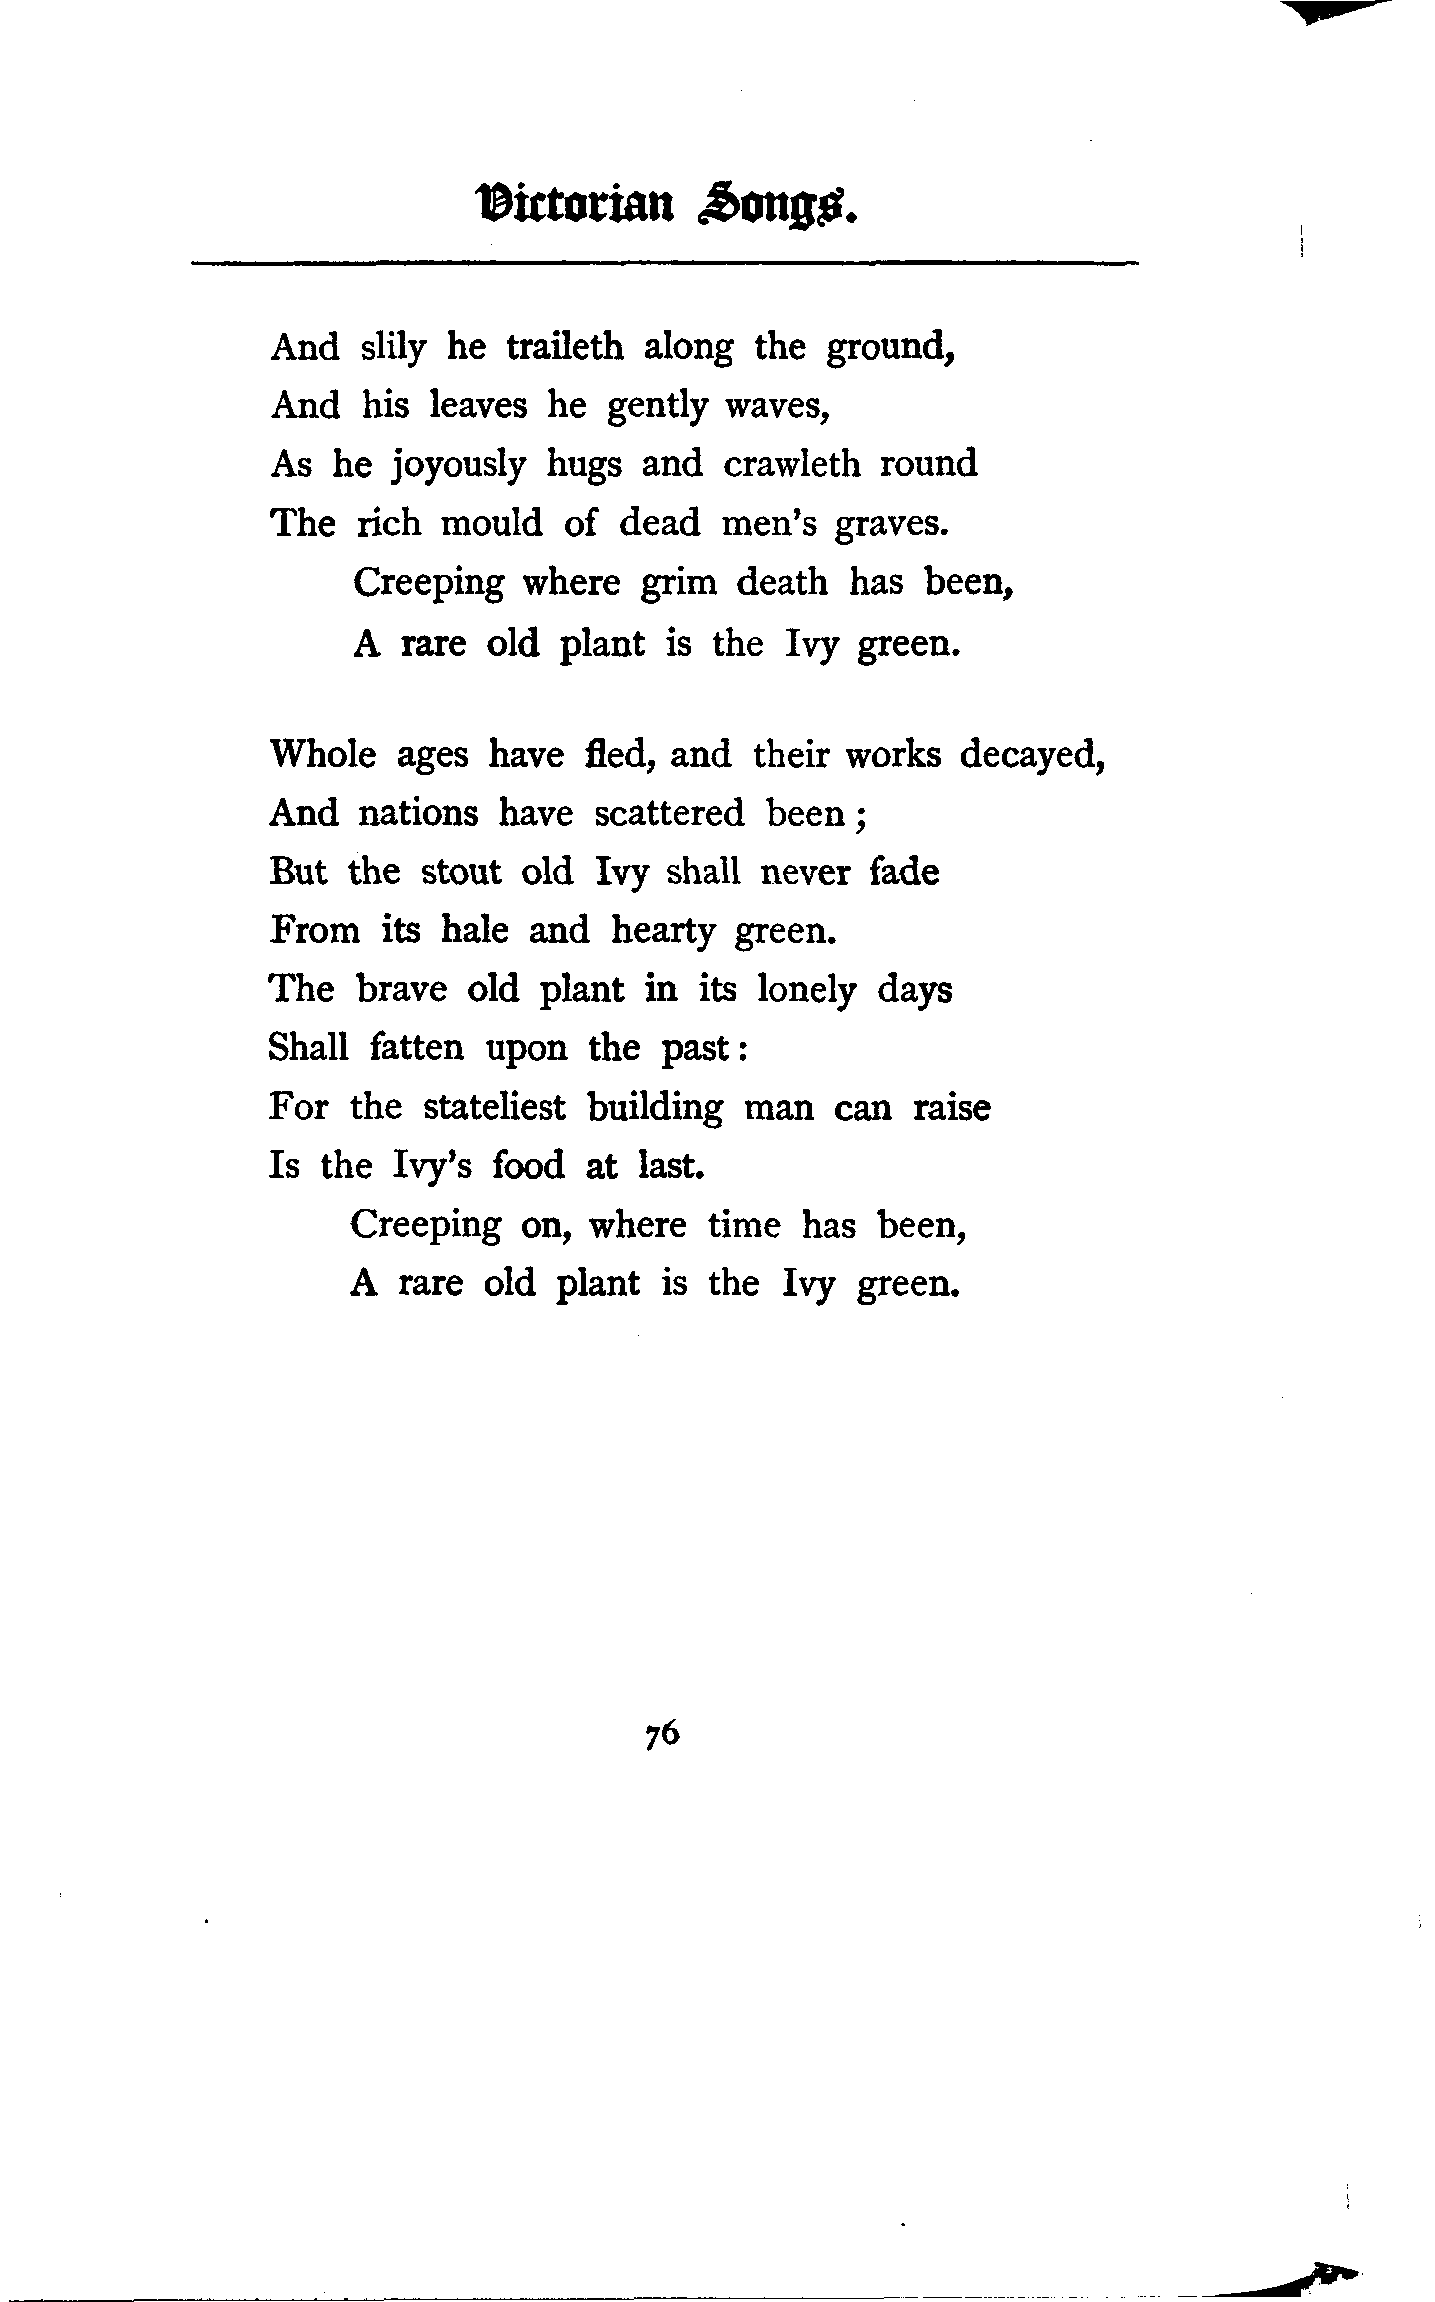 Victorian Songs.
And slily he traileth along the ground,
And his leaves he gently waves,
As he joyously hugs and crawleth round
The rich mould of dead men's graves.
Creeping where grim death has been,
A rare old plant is the Ivy green.
Whole ages have fled, and their works decayed,
And nations have scattered been;
But the stout old Ivy shall never fade
From its hale and hearty green.
The brave old plant in its lonely days
Shall fatten upon the past:
For the stateliest building man can raise
Is the Ivy's food at last.
Creeping on, where time has been,
A rare old plant is the Ivy green.
76